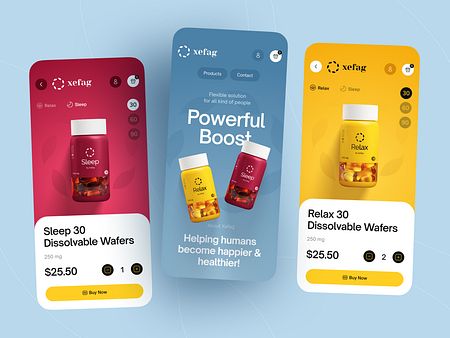 xefag
Relax
Sleep
30
60
90
Sleep
Sleep 30
Dissolvable Wafers
250 mg
$25.50
1
Buy Now
xefag
Products
Contact
Flexible solution
for all kind of people
Powerful
Boost
Relax
Sleep
Helping humans
become happier &
healthier!
xefag
Relax
Sleep
30
60
90
Relax
Relax 30
Dissolvable Wafers
250 mg
$25.50
2
Buy Now